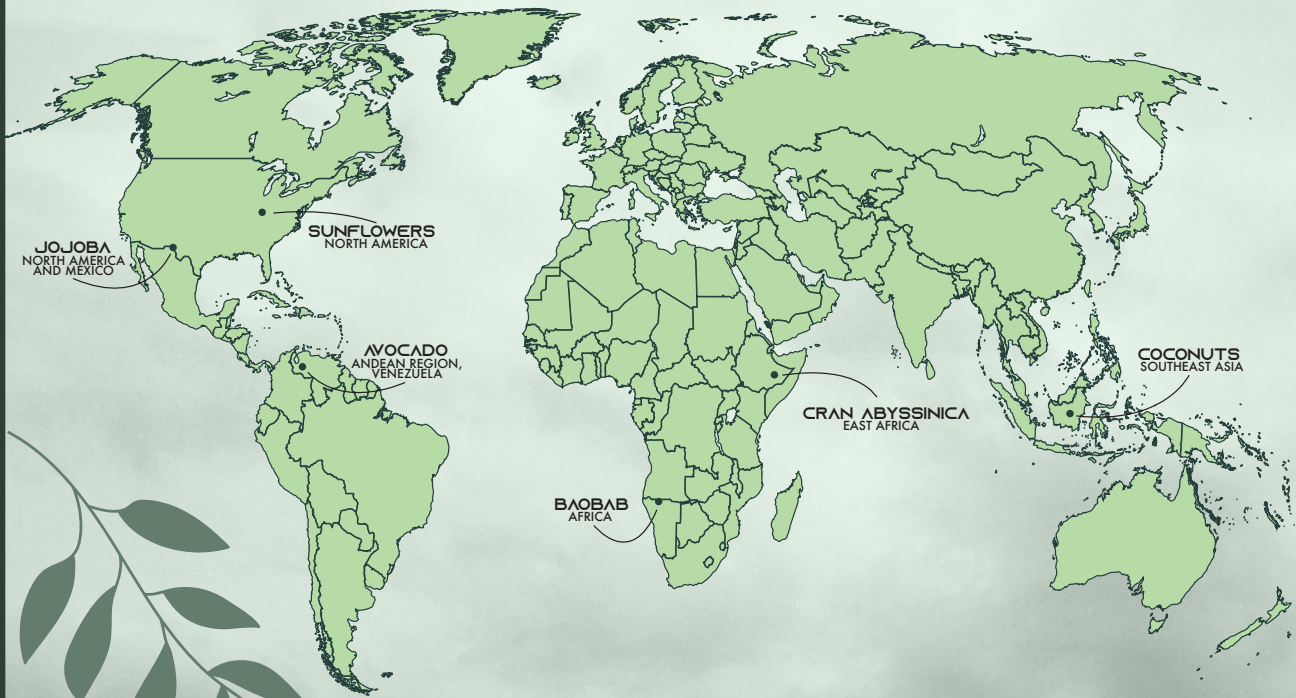 SUNFLOWERS
NORTH AMERICA
JOJOBA
NORTH AMERICA
AND MEXICO
AVOCADO
ANDEAN REGION,
VENEZUELA
COCONUTS
SOUTHEAST ASIA
CRAN ABYSSINICA
EAST AFRICA
BAOBAB
AFRICA